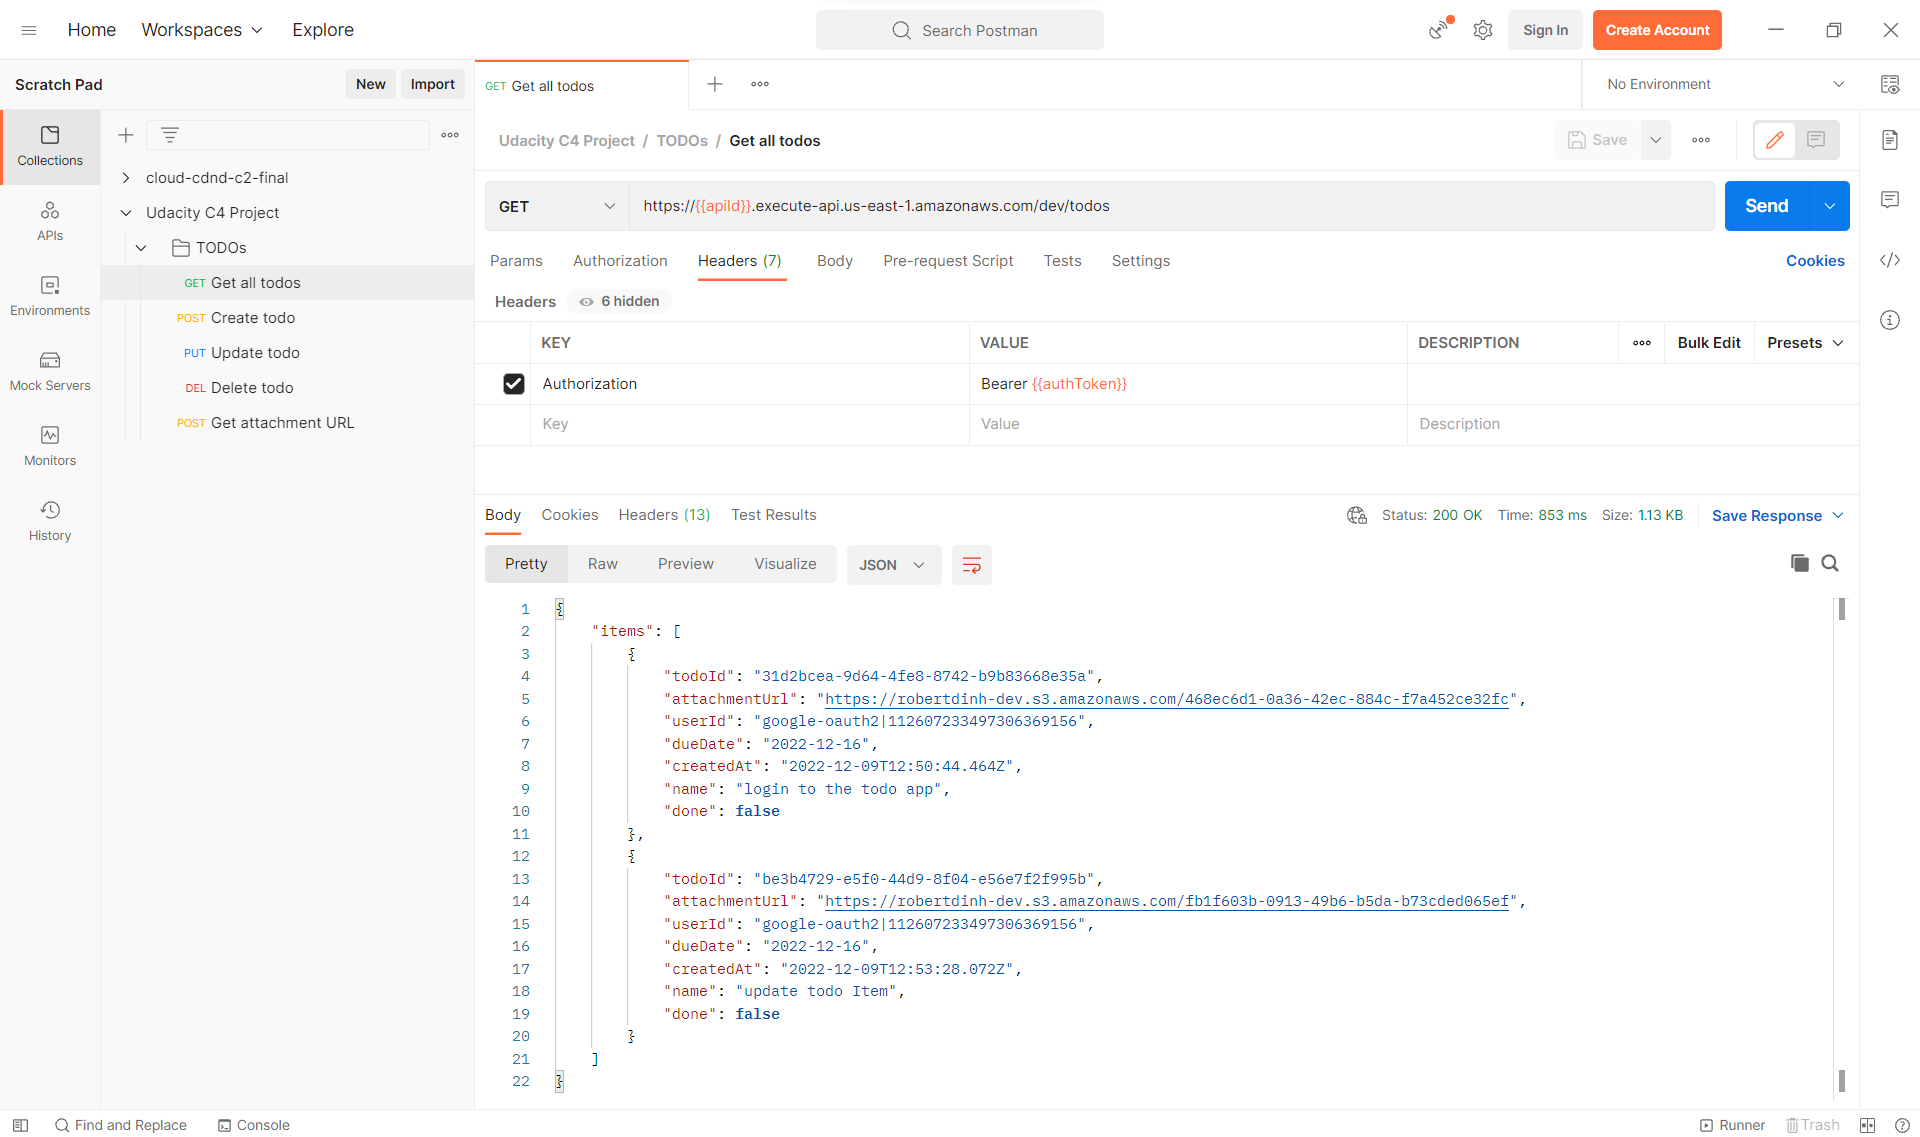 Home Workspaces Explore Search Postman Sign In Create Account
Scratch Pad New Import GET Get all todos No Environment
Udacity C4 Project / TODOs / Get all todos Save
Collections
cloud-cdnd-c2-final
Udacity C4 Project
TODOs
GET Get all todos
POST Create todo
PUT Update todo
DEL Delete todo
POST Get attachment URL
APIs
Environments
Mock Servers
Monitors
History
GET https://{{apiId}}.execute-api.us-east-1.amazonaws.com/dev/todos Send
Params Authorization Headers (7) Body Pre-request Script Tests Settings Cookies
Headers 6 hidden
KEY VALUE DESCRIPTION Bulk Edit Presets
Authorization Bearer {{authToken}}
Key Value Description
Body Cookies Headers (13) Test Results Status: 200 OK Time: 853 ms Size: 1.13 KB Save Response
Pretty Raw Preview Visualize JSON
1 {
2 "items": [
3 {
4 "todoId": "31d2bcea-9d64-4fe8-8742-b9b83668e35a",
5 "attachmentUrl": "https://robertdinh-dev.s3.amazonaws.com/468ec6d1-0a36-42ec-884c-f7a452ce32fc",
6 "userId": "google-oauth2|112607233497306369156",
7 "dueDate": "2022-12-16",
8 "createdAt": "2022-12-09T12:50:44.464Z",
9 "name": "login to the todo app",
10 "done": false
11 },
12 {
13 "todoId": "be3b4729-e5f0-44d9-8f04-e56e7f2f995b",
14 "attachmentUrl": "https://robertdinh-dev.s3.amazonaws.com/fb1f603b-0913-49b6-b5da-b73cded065ef",
15 "userId": "google-oauth2|112607233497306369156",
16 "dueDate": "2022-12-16",
17 "createdAt": "2022-12-09T12:53:28.072Z",
18 "name": "update todo Item",
19 "done": false
20 }
21 ]
22 }
Find and Replace Console Runner Trash